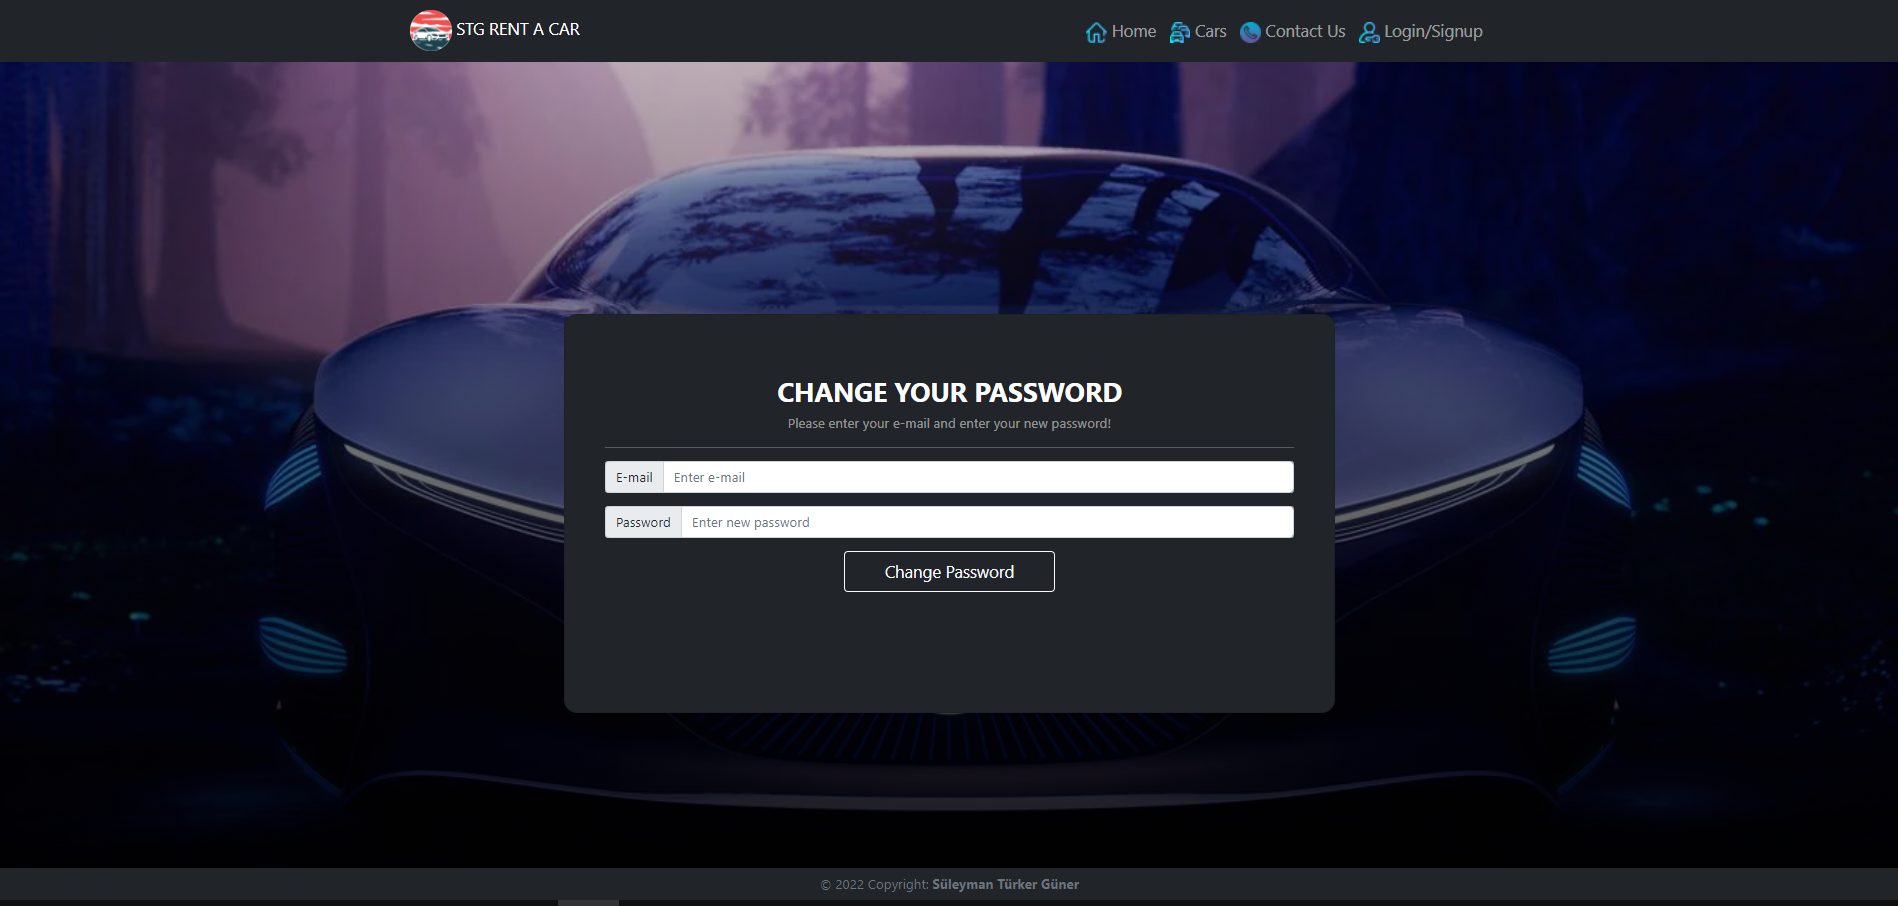 STG RENT A CAR
Home Cars Contact Us Login/Signup
CHANGE YOUR PASSWORD
Please enter your e-mail and enter your new password!
E-mail Enter e-mail
Password Enter new password
Change Password
© 2022 Copyright: Süleyman Türker Güner